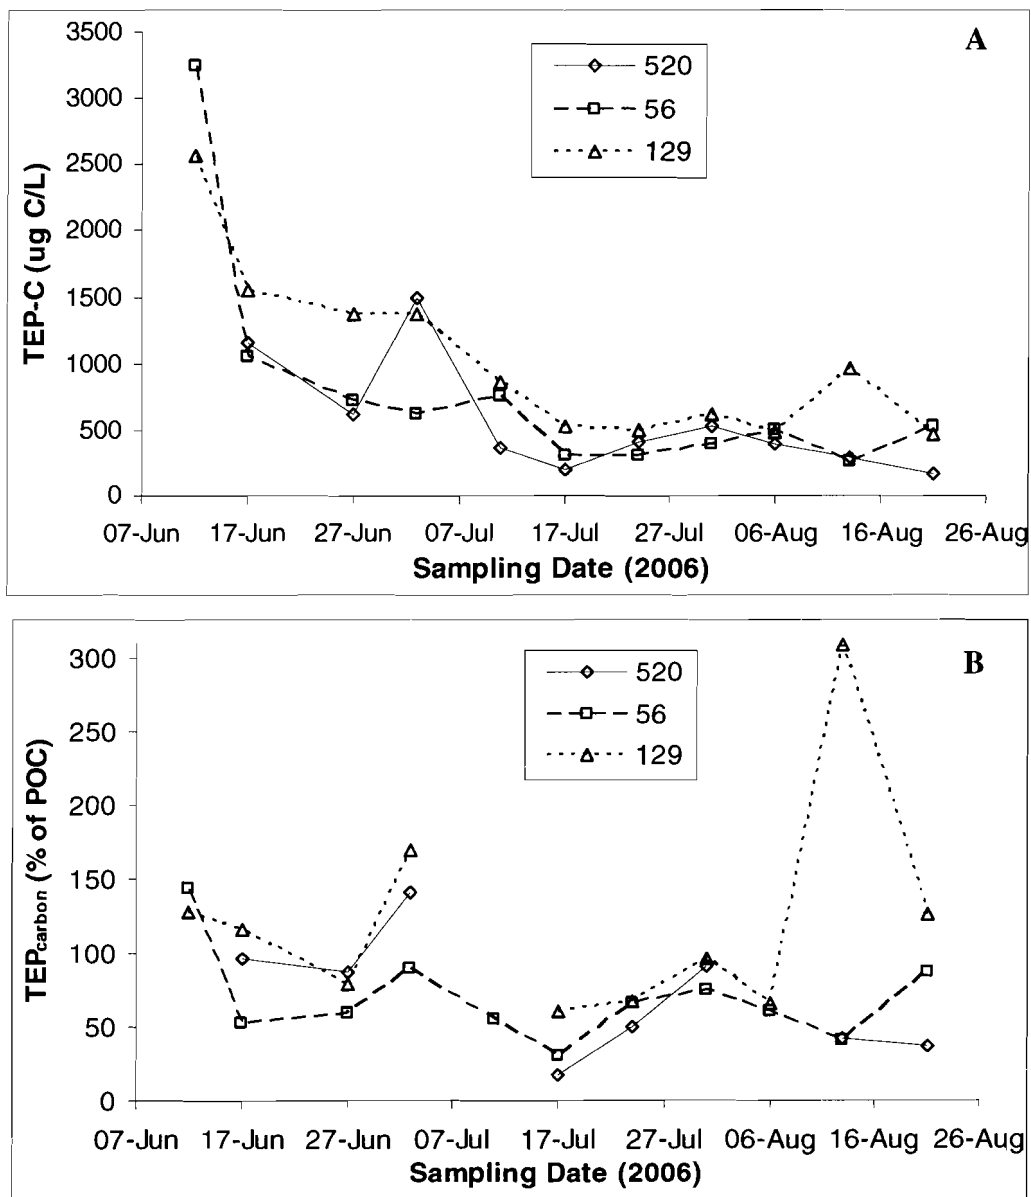 A
520
56
129
3500
3000
2500
2000
1500
1000
500
0
TEP-C (ug C/L)
07-Jun 17-Jun 27-Jun 07-Jul 17-Jul 27-Jul 06-Aug 16-Aug 26-Aug
Sampling Date (2006)
B
520
56
129
300
250
200
150
100
50
0
TEPcarbon (% of POC)
07-Jun 17-Jun 27-Jun 07-Jul 17-Jul 27-Jul 06-Aug 16-Aug 26-Aug
Sampling Date (2006)